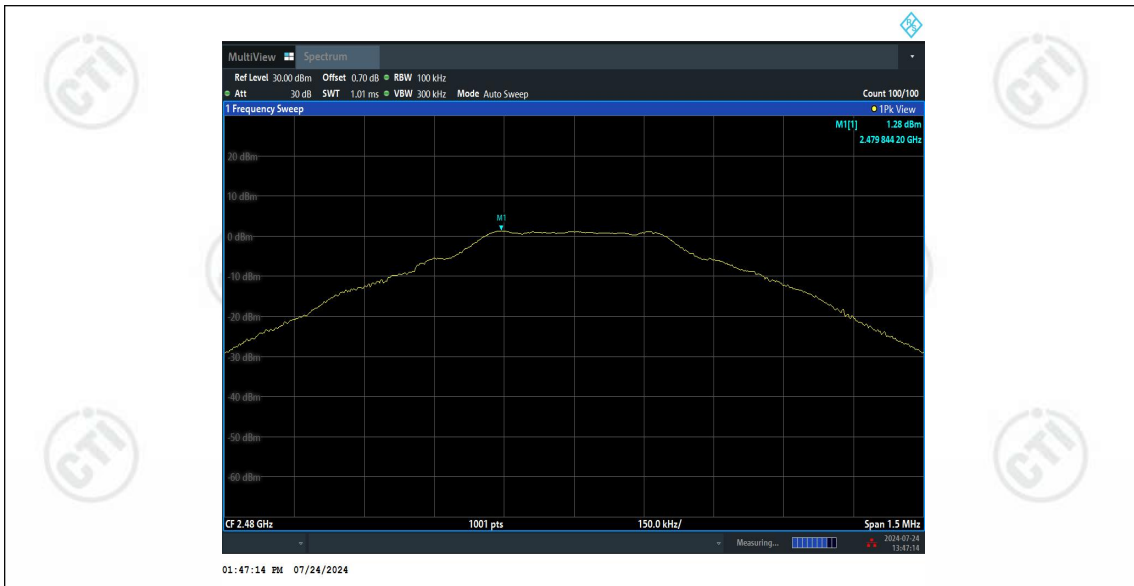 R/S
MultiView Spectrum
Ref Level 30.00 dBm Offset 0.70 dB RBW 100 kHz
Att 30 dB SWT 1.01 ms VBW 300 kHz Mode Auto Sweep Count 100/100
1 Frequency Sweep 1Pk View
M1[1] 1.28 dBm
2.479 844 20 GHz
20 dBm
10 dBm
M1
0 dBm
-10 dBm
-20 dBm
-30 dBm
-40 dBm
-50 dBm
-60 dBm
CF 2.48 GHz 1001 pts 150.0 kHz/ Span 1.5 MHz
Measuring... 2024-07-24
13:47:14
01:47:14 PM 07/24/2024
CTI
CTI
CTI
CTI